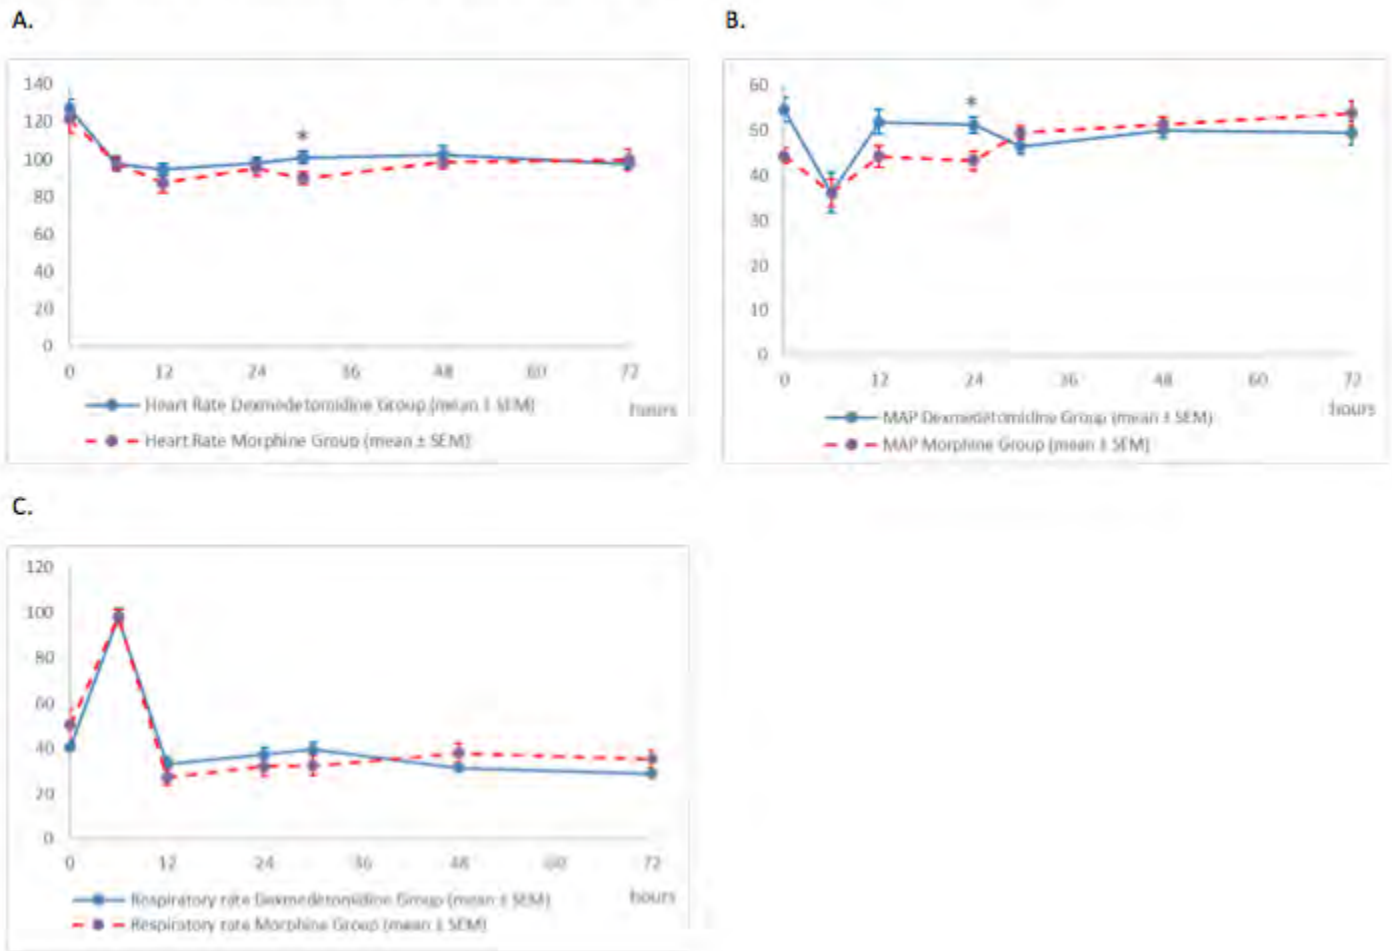 A.
140
120
100
80
60
40
20
0
*
0 12 24 36 48 60 72
hours
Heart Rate Dexmedetomidine Group (mean ± SEM)
Heart Rate Morphine Group (mean ± SEM)
B.
60
50
40
30
20
10
0
*
0 12 24 36 48 60 72
hours
MAP Dexmedetomidine Group (mean ± SEM)
MAP Morphine Group (mean ± SEM)
C.
120
100
80
60
40
20
0
0 12 24 36 48 60 72
hours
Respiratory rate Dexmedetomidine Group (mean ± SEM)
Respiratory rate Morphine Group (mean ± SEM)